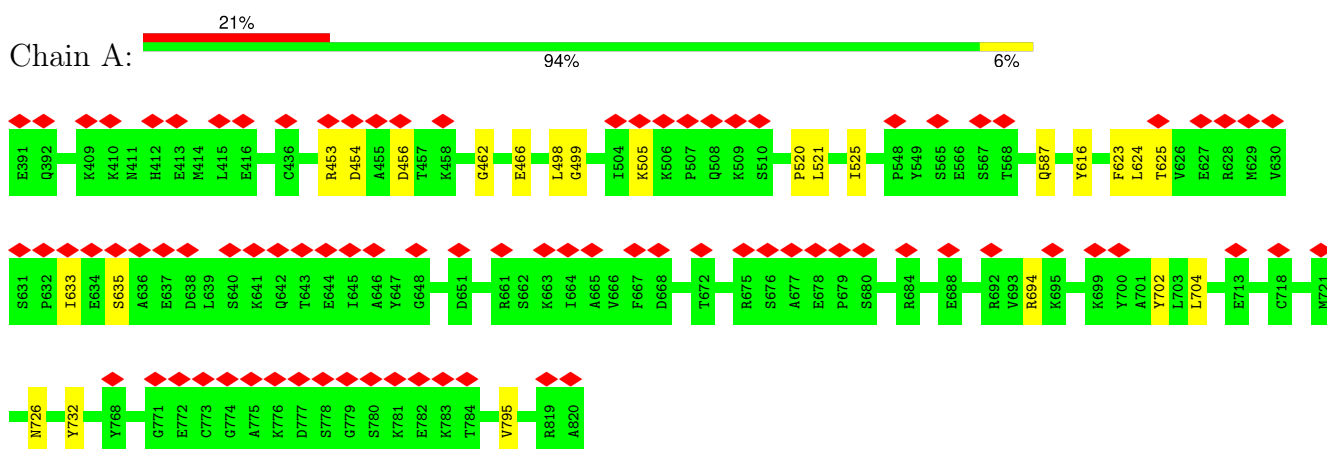 21%
Chain A:
94% 6%
E391 Q392 K409 K410 N411 H412 E413 M414 L415 E416 C436 R453 D454 A455 D456 T457 K458 G462 E466 L498 G499 I504 K505 K506 P507 Q508 K509 S510 P520 L521 I525 P548 Y549 S565 E566 S567 T568 Q587 Y616 F623 L624 T625 V626 E627 R628 M629 V630
S631 P632 I633 E634 S635 A636 E637 D638 L639 S640 K641 Q642 T643 E644 I645 A646 Y647 G648 D651 R661 S662 K663 I664 A665 V666 F667 D668 T672 R675 S676 A677 E678 P679 S680 R684 E688 R692 V693 R694 K695 K699 Y700 A701 Y702 L703 L704 E713 C718 M721
N726 Y732 Y768 G771 E772 C773 G774 A775 K776 D777 S778 G779 S780 K781 E782 K783 T784 V795 R819 A820